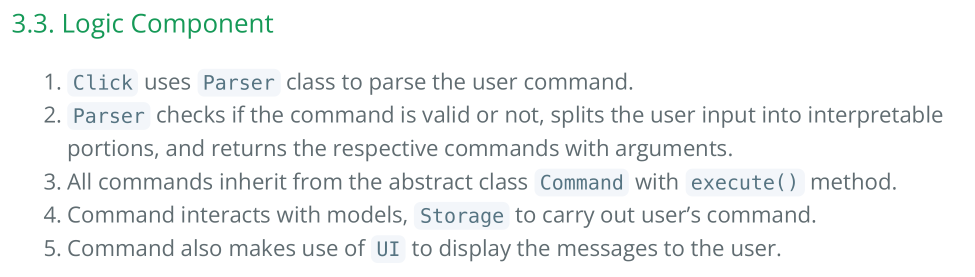 3.3. Logic Component
1. Click uses Parser class to parse the user command.
2. Parser checks if the command is valid or not, splits the user input into interpretable
portions, and returns the respective commands with arguments.
3. All commands inherit from the abstract class Command with execute() method.
4. Command interacts with models, Storage to carry out user’s command.
5. Command also makes use of UI to display the messages to the user.